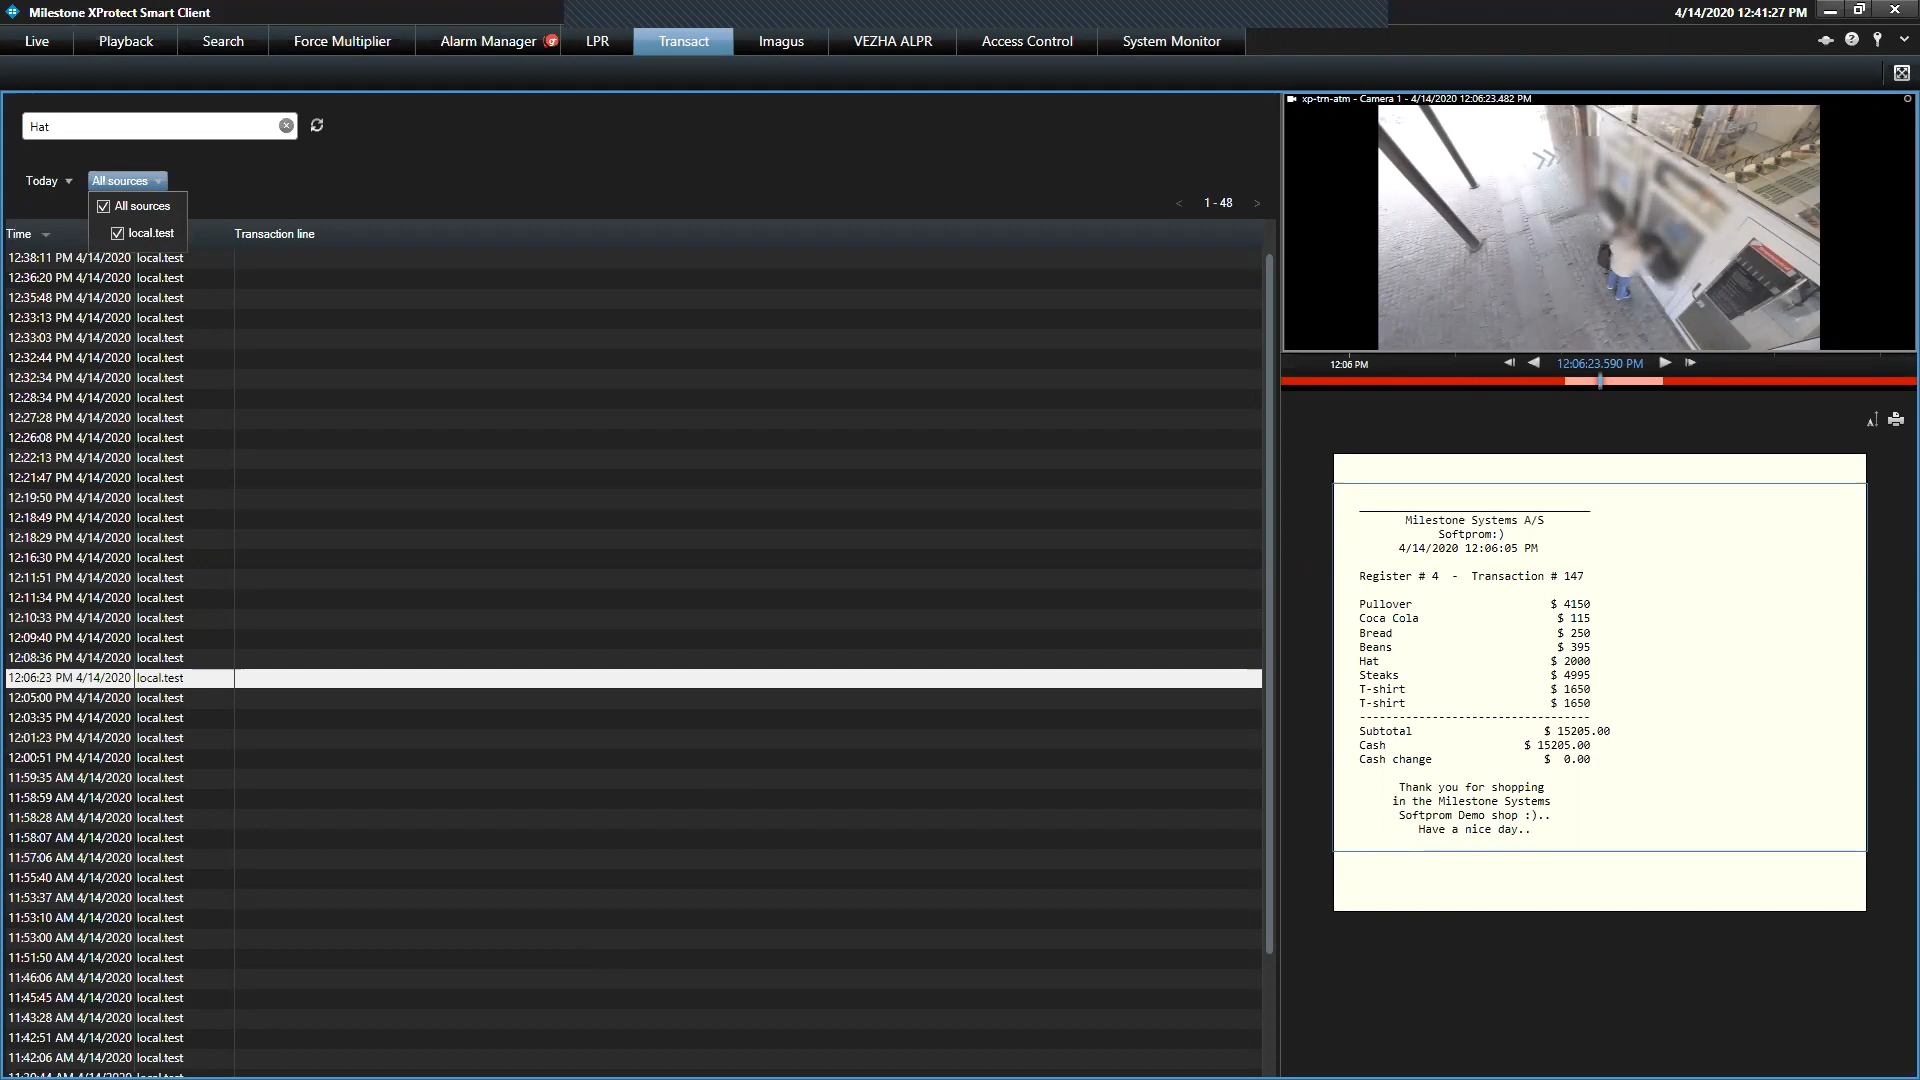 Milestone XProtect Smart Client
4/14/2020 12:41:27 PM
Live Playback Search Force Multiplier Alarm Manager LPR Transact Imagus VEZHA ALPR Access Control System Monitor
Hat
Today All sources
All sources
local.test
1 - 48
Time Transaction line
12:38:11 PM 4/14/2020 local.test
12:36:20 PM 4/14/2020 local.test
12:35:48 PM 4/14/2020 local.test
12:33:13 PM 4/14/2020 local.test
12:33:03 PM 4/14/2020 local.test
12:32:44 PM 4/14/2020 local.test
12:32:34 PM 4/14/2020 local.test
12:28:34 PM 4/14/2020 local.test
12:27:28 PM 4/14/2020 local.test
12:26:08 PM 4/14/2020 local.test
12:22:13 PM 4/14/2020 local.test
12:21:47 PM 4/14/2020 local.test
12:19:50 PM 4/14/2020 local.test
12:18:49 PM 4/14/2020 local.test
12:18:29 PM 4/14/2020 local.test
12:16:30 PM 4/14/2020 local.test
12:11:51 PM 4/14/2020 local.test
12:11:34 PM 4/14/2020 local.test
12:10:33 PM 4/14/2020 local.test
12:09:40 PM 4/14/2020 local.test
12:08:36 PM 4/14/2020 local.test
12:06:23 PM 4/14/2020 local.test
12:05:00 PM 4/14/2020 local.test
12:03:35 PM 4/14/2020 local.test
12:01:23 PM 4/14/2020 local.test
12:00:51 PM 4/14/2020 local.test
11:59:35 AM 4/14/2020 local.test
11:58:59 AM 4/14/2020 local.test
11:58:28 AM 4/14/2020 local.test
11:58:07 AM 4/14/2020 local.test
11:57:06 AM 4/14/2020 local.test
11:55:40 AM 4/14/2020 local.test
11:53:37 AM 4/14/2020 local.test
11:53:10 AM 4/14/2020 local.test
11:53:00 AM 4/14/2020 local.test
11:51:50 AM 4/14/2020 local.test
11:46:06 AM 4/14/2020 local.test
11:45:45 AM 4/14/2020 local.test
11:43:28 AM 4/14/2020 local.test
11:42:51 AM 4/14/2020 local.test
11:42:06 AM 4/14/2020 local.test
xp-trn-atm - Camera 1 - 4/14/2020 12:06:23.482 PM
12:06 PM 12:06:23.590 PM
Milestone Systems A/S
Softprom:)
4/14/2020 12:06:05 PM
Register # 4 - Transaction # 147
Pullover $ 4150
Coca Cola $ 115
Bread $ 250
Beans $ 395
Hat $ 2000
Steaks $ 4995
T-shirt $ 1650
T-shirt $ 1650
-----------------------------------
Subtotal $ 15205.00
Cash $ 15205.00
Cash change $ 0.00
Thank you for shopping
in the Milestone Systems
Softprom Demo shop :)..
Have a nice day..